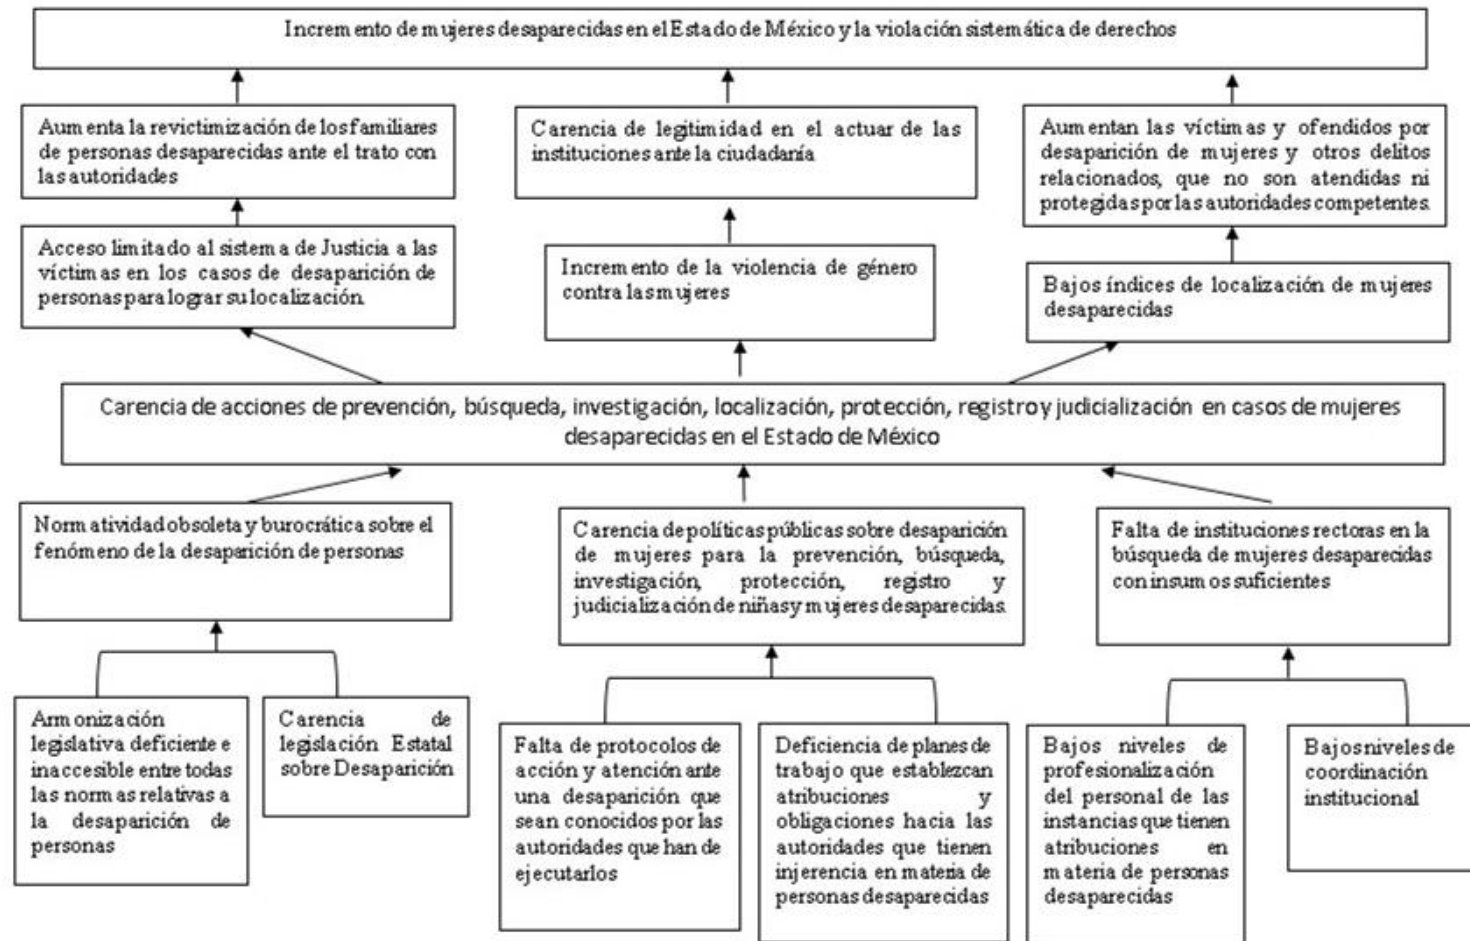 Incremento de mujeres desaparecidas en el Estado de México y la violación sistemática de derechos
Aumenta la revictimización de los familiares
de personas desaparecidas ante el trato con
las autoridades
Carencia de legitimidad en el actuar de las
instituciones ante la ciudadanía
Aumentan las víctimas y ofendidos por
desaparición de mujeres y otros delitos
relacionados, que no son atendidas ni
protegidas por las autoridades competentes.
Acceso limitado al sistema de Justicia a las
víctimas en los casos de desaparición de
personas para lograr su localización.
Incremento de la violencia de género
contra las mujeres
Bajos índices de localización de mujeres
desaparecidas
Carencia de acciones de prevención, búsqueda, investigación, localización, protección, registro y judicialización en casos de mujeres
desaparecidas en el Estado de México
Normatividad obsoleta y burocrática sobre el
fenómeno de la desaparición de personas
Carencia de políticas públicas sobre desaparición
de mujeres para la prevención, búsqueda,
investigación, protección, registro y
judicialización de niñas y mujeres desaparecidas.
Falta de instituciones rectoras en la
búsqueda de mujeres desaparecidas
con insumos suficientes
Armonización
legislativa deficiente e
inaccesible entre todas
las normas relativas a
la desaparición de
personas
Carencia de
legislación Estatal
sobre Desaparición
Falta de protocolos de
acción y atención ante
una desaparición que
sean conocidos por las
autoridades que han de
ejecutarlos
Deficiencia de planes de
trabajo que establezcan
atribuciones y
obligaciones hacia las
autoridades que tienen
injerencia en materia de
personas desaparecidas
Bajos niveles de
profesionalización
del personal de las
instancias que tienen
atribuciones en
materia de personas
desaparecidas
Bajos niveles de
coordinación
institucional